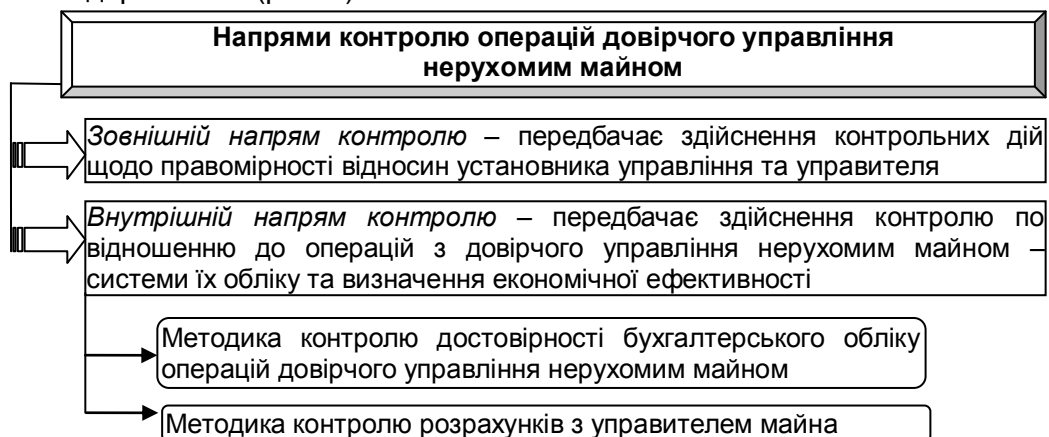 Напрями контролю операцій довірчого управління
нерухомим майном
Зовнішній напрям контролю – передбачає здійснення контрольних дій
щодо правомірності відносин установника управління та управителя
Внутрішній напрям контролю – передбачає здійснення контролю по
відношенню до операцій з довірчого управління нерухомим майном –
системи їх обліку та визначення економічної ефективності
Методика контролю достовірності бухгалтерського обліку
операцій довірчого управління нерухомим майном
Методика контролю розрахунків з управителем майна